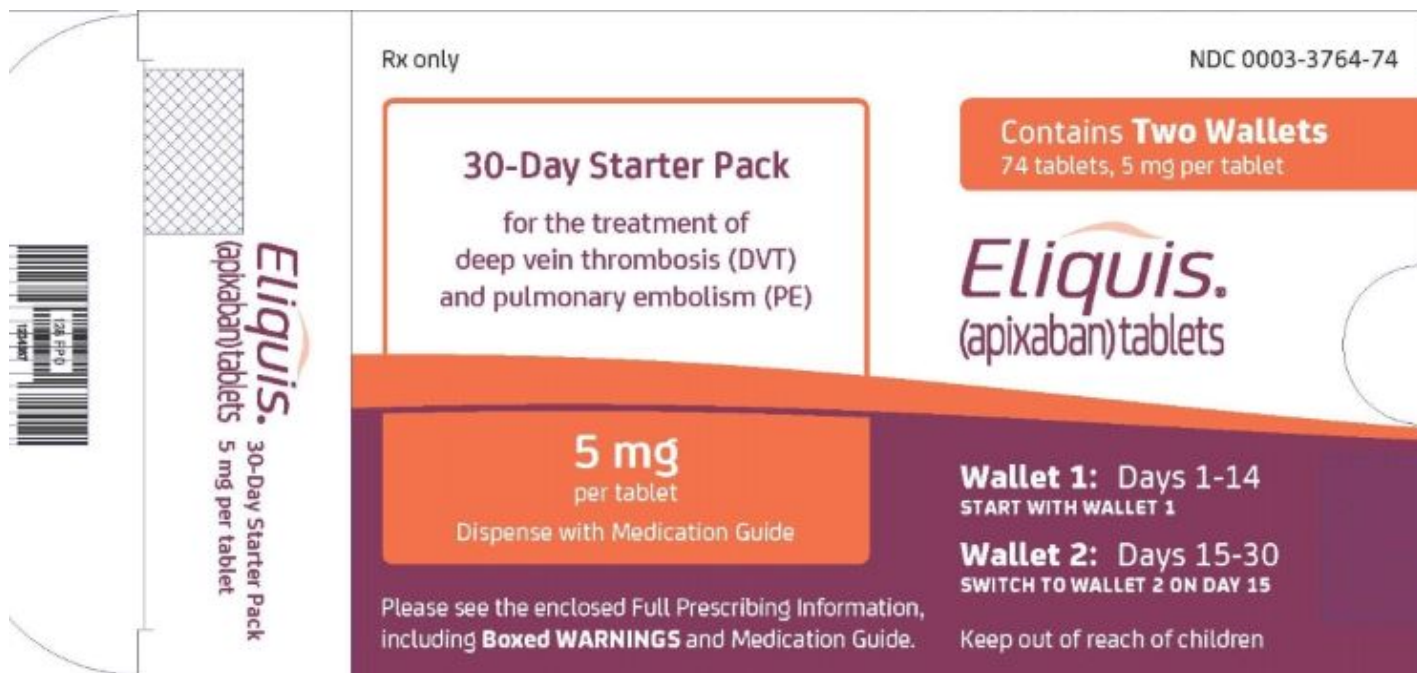 Rx only
NDC 0003-3764-74
30-Day Starter Pack
for the treatment of
deep vein thrombosis (DVT)
and pulmonary embolism (PE)
Contains Two Wallets
74 tablets, 5 mg per tablet
Eliquis®
(apixaban) tablets
5 mg
per tablet
Dispense with Medication Guide
Wallet 1: Days 1-14
START WITH WALLET 1
Wallet 2: Days 15-30
SWITCH TO WALLET 2 ON DAY 15
Please see the enclosed Full Prescribing Information,
including Boxed WARNINGS and Medication Guide.
Keep out of reach of children
Eliquis®
(apixaban) tablets
30-Day Starter Pack
5 mg per tablet